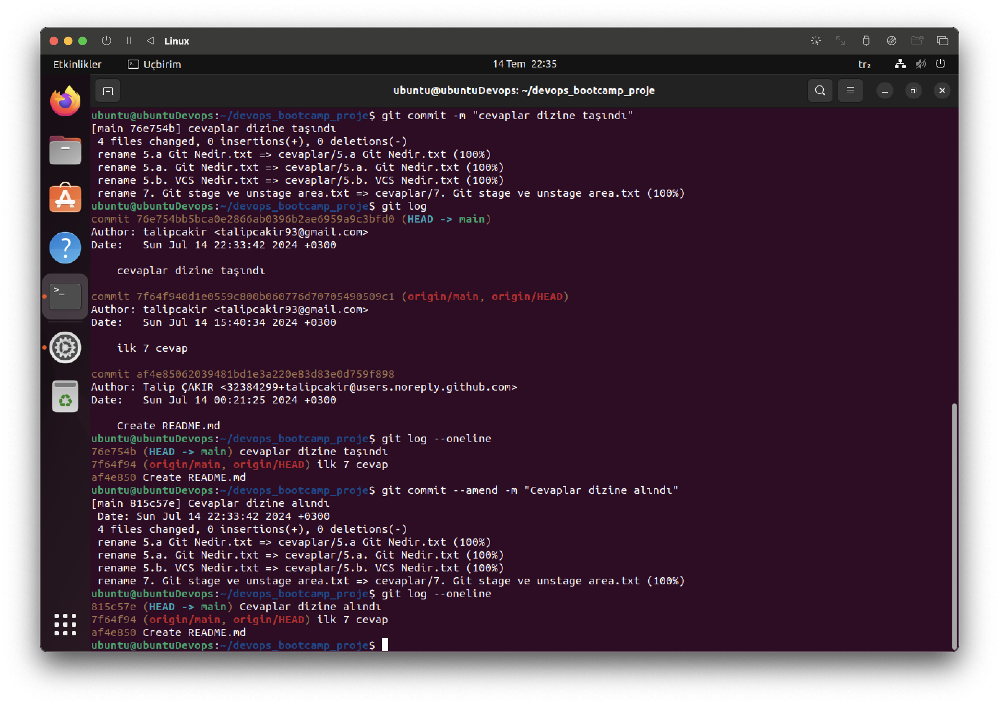 Linux
Etkinlikler Uçbirim 14 Tem 22:35 tr₂
ubuntu@ubuntuDevops: ~/devops_bootcamp_proje
ubuntu@ubuntuDevops:~/devops_bootcamp_proje$ git commit -m "cevaplar dizine taşındı"
[main 76e754b] cevaplar dizine taşındı
 4 files changed, 0 insertions(+), 0 deletions(-)
 rename 5.a Git Nedir.txt => cevaplar/5.a Git Nedir.txt (100%)
 rename 5.a. Git Nedir.txt => cevaplar/5.a. Git Nedir.txt (100%)
 rename 5.b. VCS Nedir.txt => cevaplar/5.b. VCS Nedir.txt (100%)
 rename 7. Git stage ve unstage area.txt => cevaplar/7. Git stage ve unstage area.txt (100%)
ubuntu@ubuntuDevops:~/devops_bootcamp_proje$ git log
commit 76e754bb5bca0e2866ab0396b2ae6959a9c3bfd0 (HEAD -> main)
Author: talipcakir <talipcakir93@gmail.com>
Date:   Sun Jul 14 22:33:42 2024 +0300
    cevaplar dizine taşındı
commit 7f64f940d1e0559c800b060776d70705490509c1 (origin/main, origin/HEAD)
Author: talipcakir <talipcakir93@gmail.com>
Date:   Sun Jul 14 15:40:34 2024 +0300
    ilk 7 cevap
commit af4e85062039481bd1e3a220e83d83e0d759f898
Author: Talip ÇAKIR <32384299+talipcakir@users.noreply.github.com>
Date:   Sun Jul 14 00:21:25 2024 +0300
    Create README.md
ubuntu@ubuntuDevops:~/devops_bootcamp_proje$ git log --oneline
76e754b (HEAD -> main) cevaplar dizine taşındı
7f64f94 (origin/main, origin/HEAD) ilk 7 cevap
af4e850 Create README.md
ubuntu@ubuntuDevops:~/devops_bootcamp_proje$ git commit --amend -m "Cevaplar dizine alındı"
[main 815c57e] Cevaplar dizine alındı
 Date: Sun Jul 14 22:33:42 2024 +0300
 4 files changed, 0 insertions(+), 0 deletions(-)
 rename 5.a Git Nedir.txt => cevaplar/5.a Git Nedir.txt (100%)
 rename 5.a. Git Nedir.txt => cevaplar/5.a. Git Nedir.txt (100%)
 rename 5.b. VCS Nedir.txt => cevaplar/5.b. VCS Nedir.txt (100%)
 rename 7. Git stage ve unstage area.txt => cevaplar/7. Git stage ve unstage area.txt (100%)
ubuntu@ubuntuDevops:~/devops_bootcamp_proje$ git log --oneline
815c57e (HEAD -> main) Cevaplar dizine alındı
7f64f94 (origin/main, origin/HEAD) ilk 7 cevap
af4e850 Create README.md
ubuntu@ubuntuDevops:~/devops_bootcamp_proje$